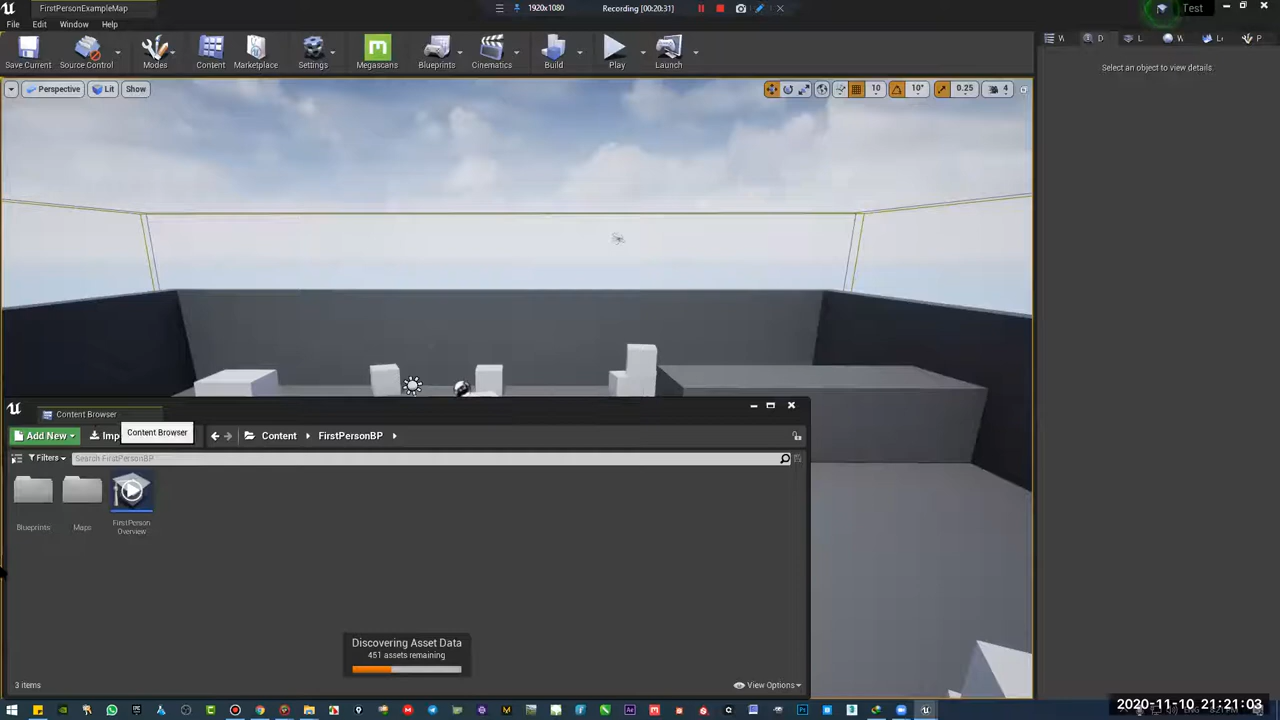 FirstPersonExampleMap
1920x1080
Recording [00:20:31]
Test
File Edit Window Help
Save Current
Source Control
Modes
Content
Marketplace
Settings
Megascans
Blueprints
Cinematics
Build
Play
Launch
Select an object to view details.
Perspective
Lit
Show
10
10°
0.25
4
Content Browser
Add New
Content Browser
Content
FirstPersonBP
Filters
Search FirstPersonBP
Blueprints
Maps
FirstPerson
Overview
Discovering Asset Data
451 assets remaining
3 items
View Options
2020-11-10 21:21:03